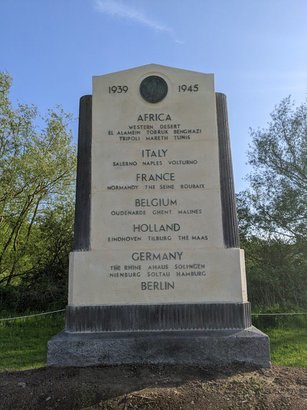 1939 1945
AFRICA
WESTERN DESERT
EL ALAMEIN TOBRUK BENGHAZI
TRIPOLI MARETH TUNIS
ITALY
SALERNO NAPLES VOLTURNO
FRANCE
NORMANDY THE SEINE ROUBAIX
BELGIUM
OUDENARDE GHENT MALINES
HOLLAND
EINDHOVEN TILBURG THE MAAS
GERMANY
THE RHINE AHAUS SOLYNGEN
NIENBURG SOLTAU HAMBURG
BERLIN